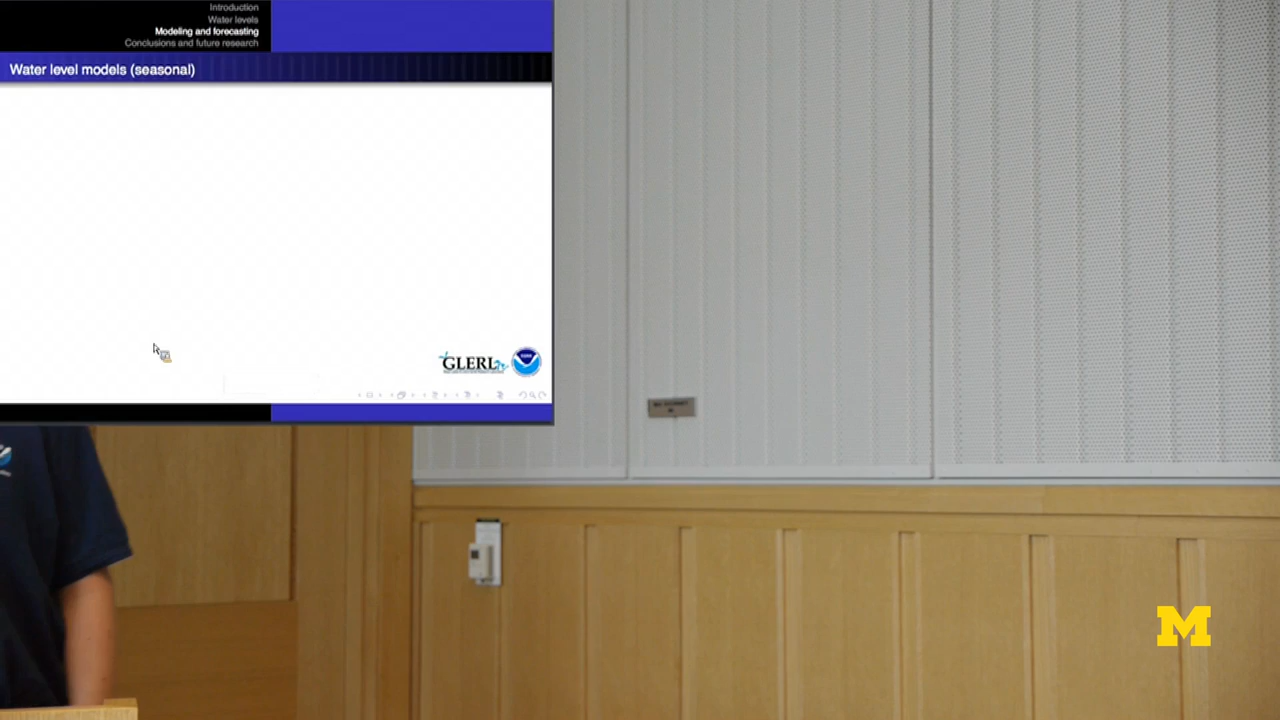 Introduction
Water levels
Modeling and forecasting
Conclusions and future research
Water level models (seasonal)
GLERL
M